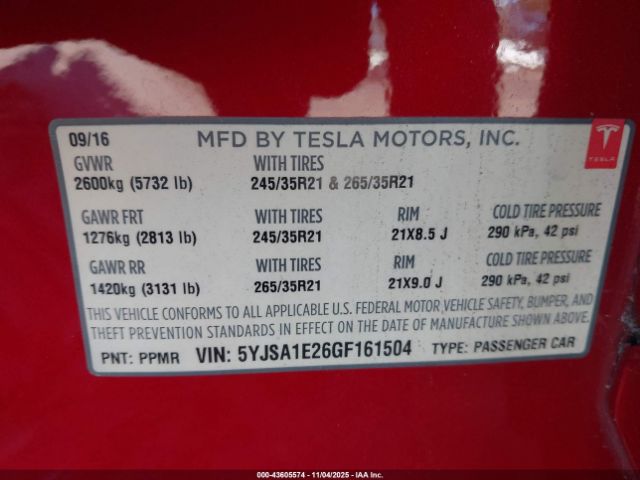 09/16 MFD BY TESLA MOTORS, INC.
TESLA
GVWR WITH TIRES
2600kg (5732 lb) 245/35R21 & 265/35R21
GAWR FRT WITH TIRES RIM COLD TIRE PRESSURE
1276kg (2813 lb) 245/35R21 21X8.5 J 290 kPa, 42 psi
GAWR RR WITH TIRES RIM COLD TIRE PRESSURE
1420kg (3131 lb) 265/35R21 21X9.0 J 290 kPa, 42 psi
THIS VEHICLE CONFORMS TO ALL APPLICABLE U.S. FEDERAL MOTOR VEHICLE SAFETY, BUMPER, AND
THEFT PREVENTION STANDARDS IN EFFECT ON THE DATE OF MANUFACTURE SHOWN ABOVE.
PNT: PPMR VIN: 5YJSA1E26GF161504 TYPE: PASSENGER CAR
000-43605574 - 11/04/2025 - IAA Inc.